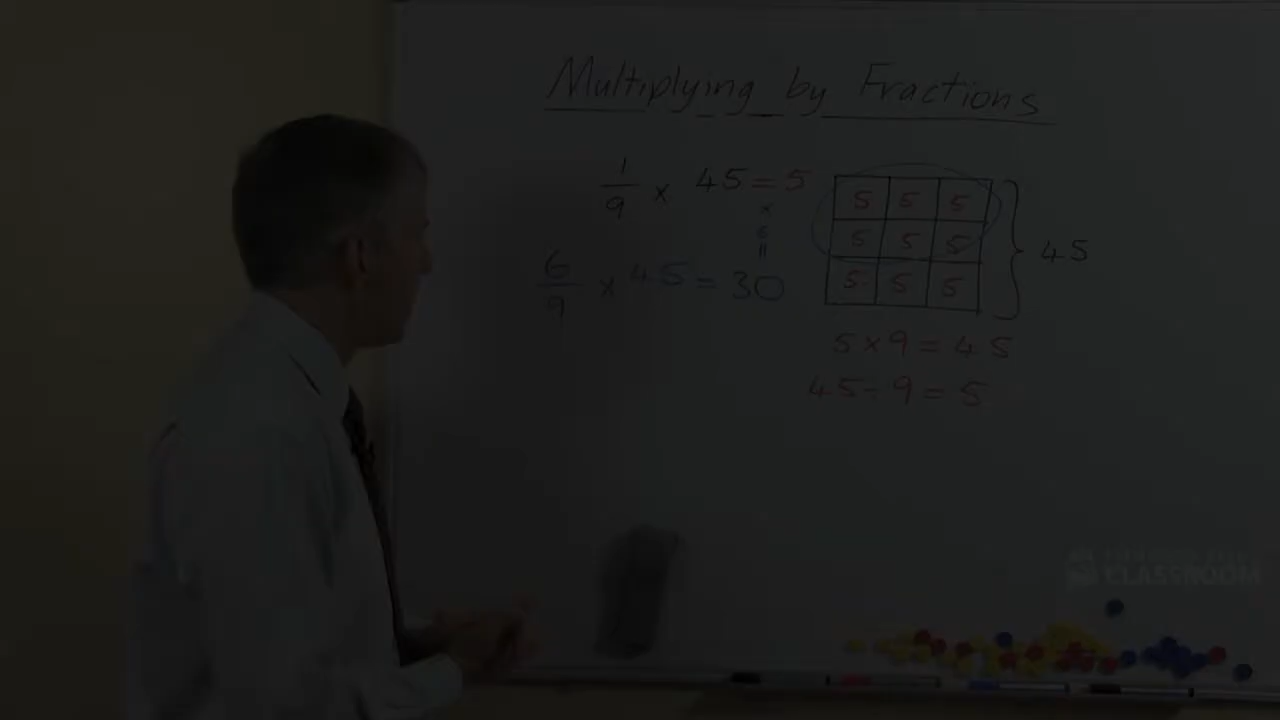 Multiplying by Fractions
1/9 × 45 = 5
×
6
=
6/9 × 45 = 30
5 5 5
5 5 5
5 5 5
} 45
5 × 9 = 45
45 ÷ 9 = 5
CLASSROOM